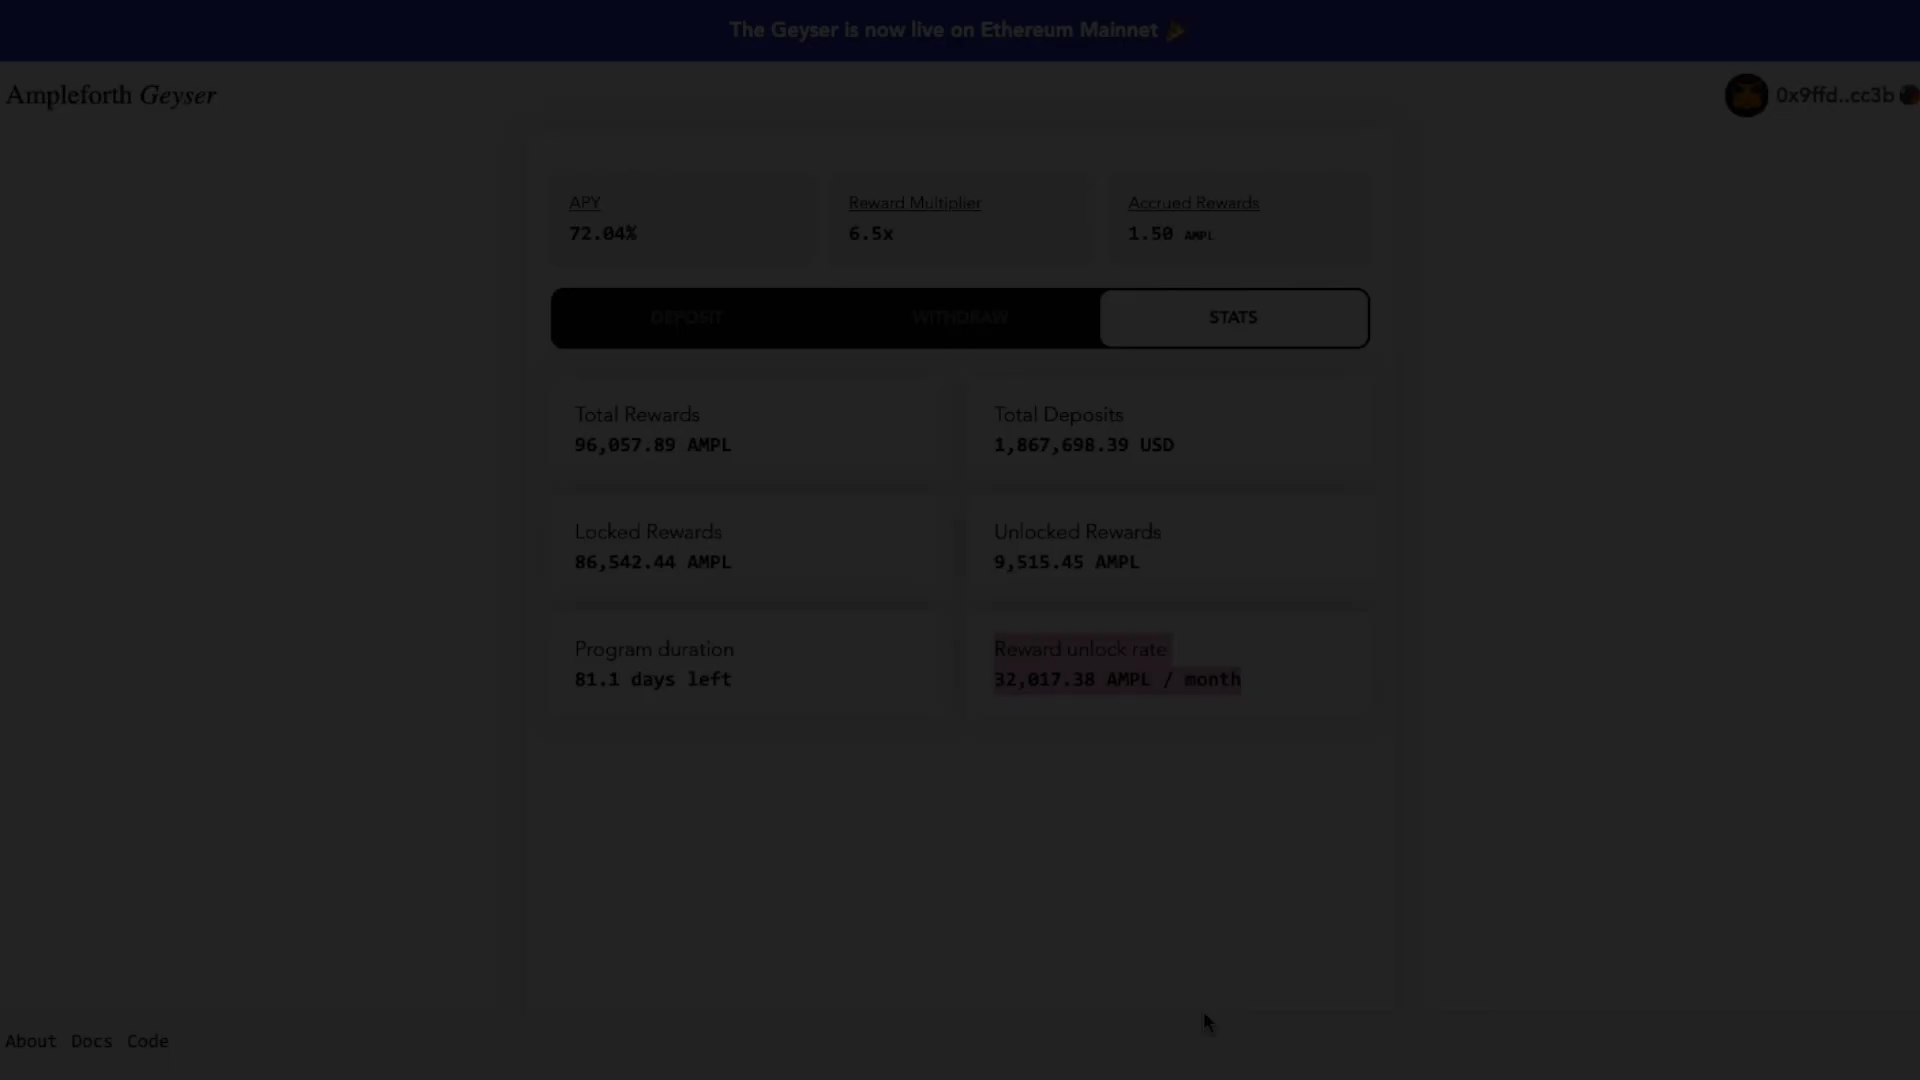 The Geyser is now live on Ethereum Mainnet 🎉
Ampleforth Geyser
0x9ffd..cc3b
APY
72.04%
Reward Multiplier
6.5x
Accrued Rewards
1.50 AMPL
DEPOSIT
WITHDRAW
STATS
Total Rewards
96,057.89 AMPL
Total Deposits
1,867,698.39 USD
Locked Rewards
86,542.44 AMPL
Unlocked Rewards
9,515.45 AMPL
Program duration
81.1 days left
Reward unlock rate
32,017.38 AMPL / month
About Docs Code